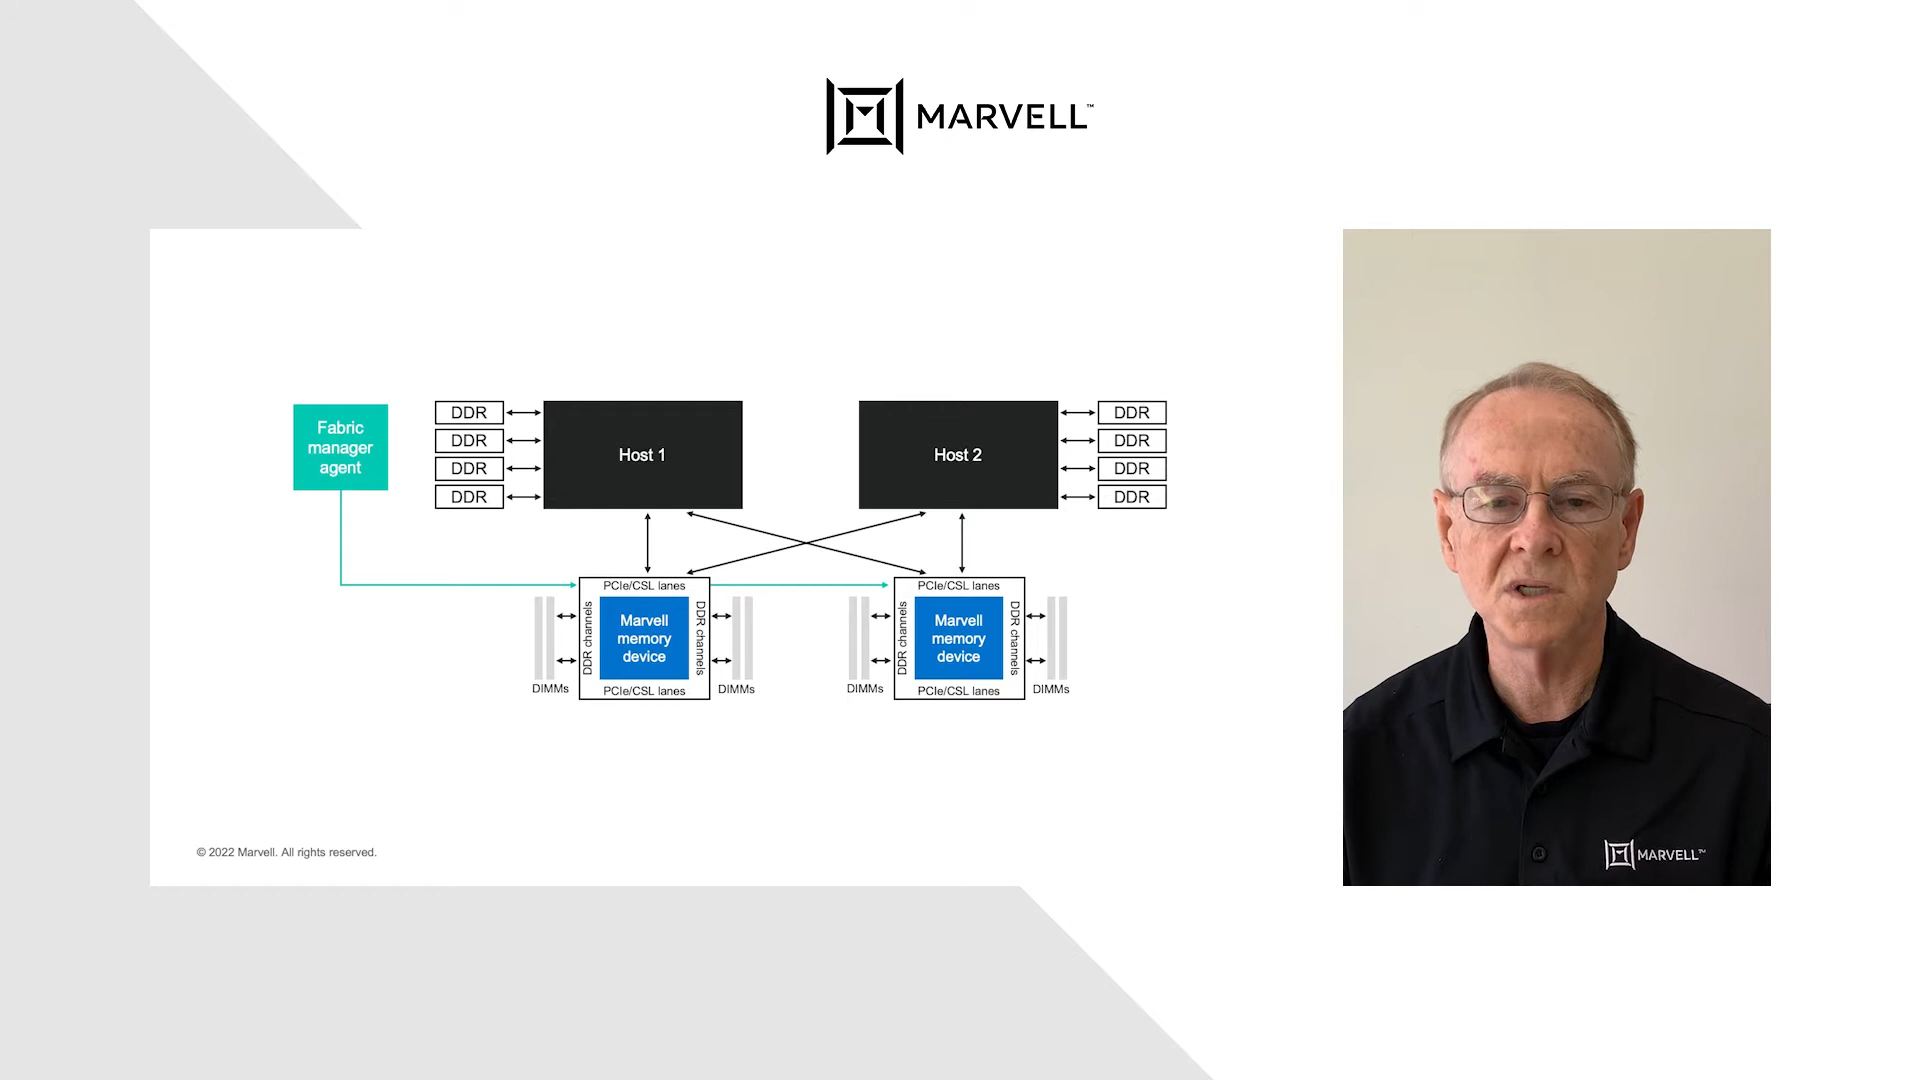 MARVELL™
Fabric
manager
agent
DDR
DDR
DDR
DDR
Host 1
Host 2
DDR
DDR
DDR
DDR
PCIe/CSL lanes
DDR channels
Marvell
memory
device
DDR channels
PCIe/CSL lanes
DIMMs
DIMMs
PCIe/CSL lanes
DDR channels
Marvell
memory
device
DDR channels
PCIe/CSL lanes
DIMMs
DIMMs
© 2022 Marvell. All rights reserved.
MARVELL™